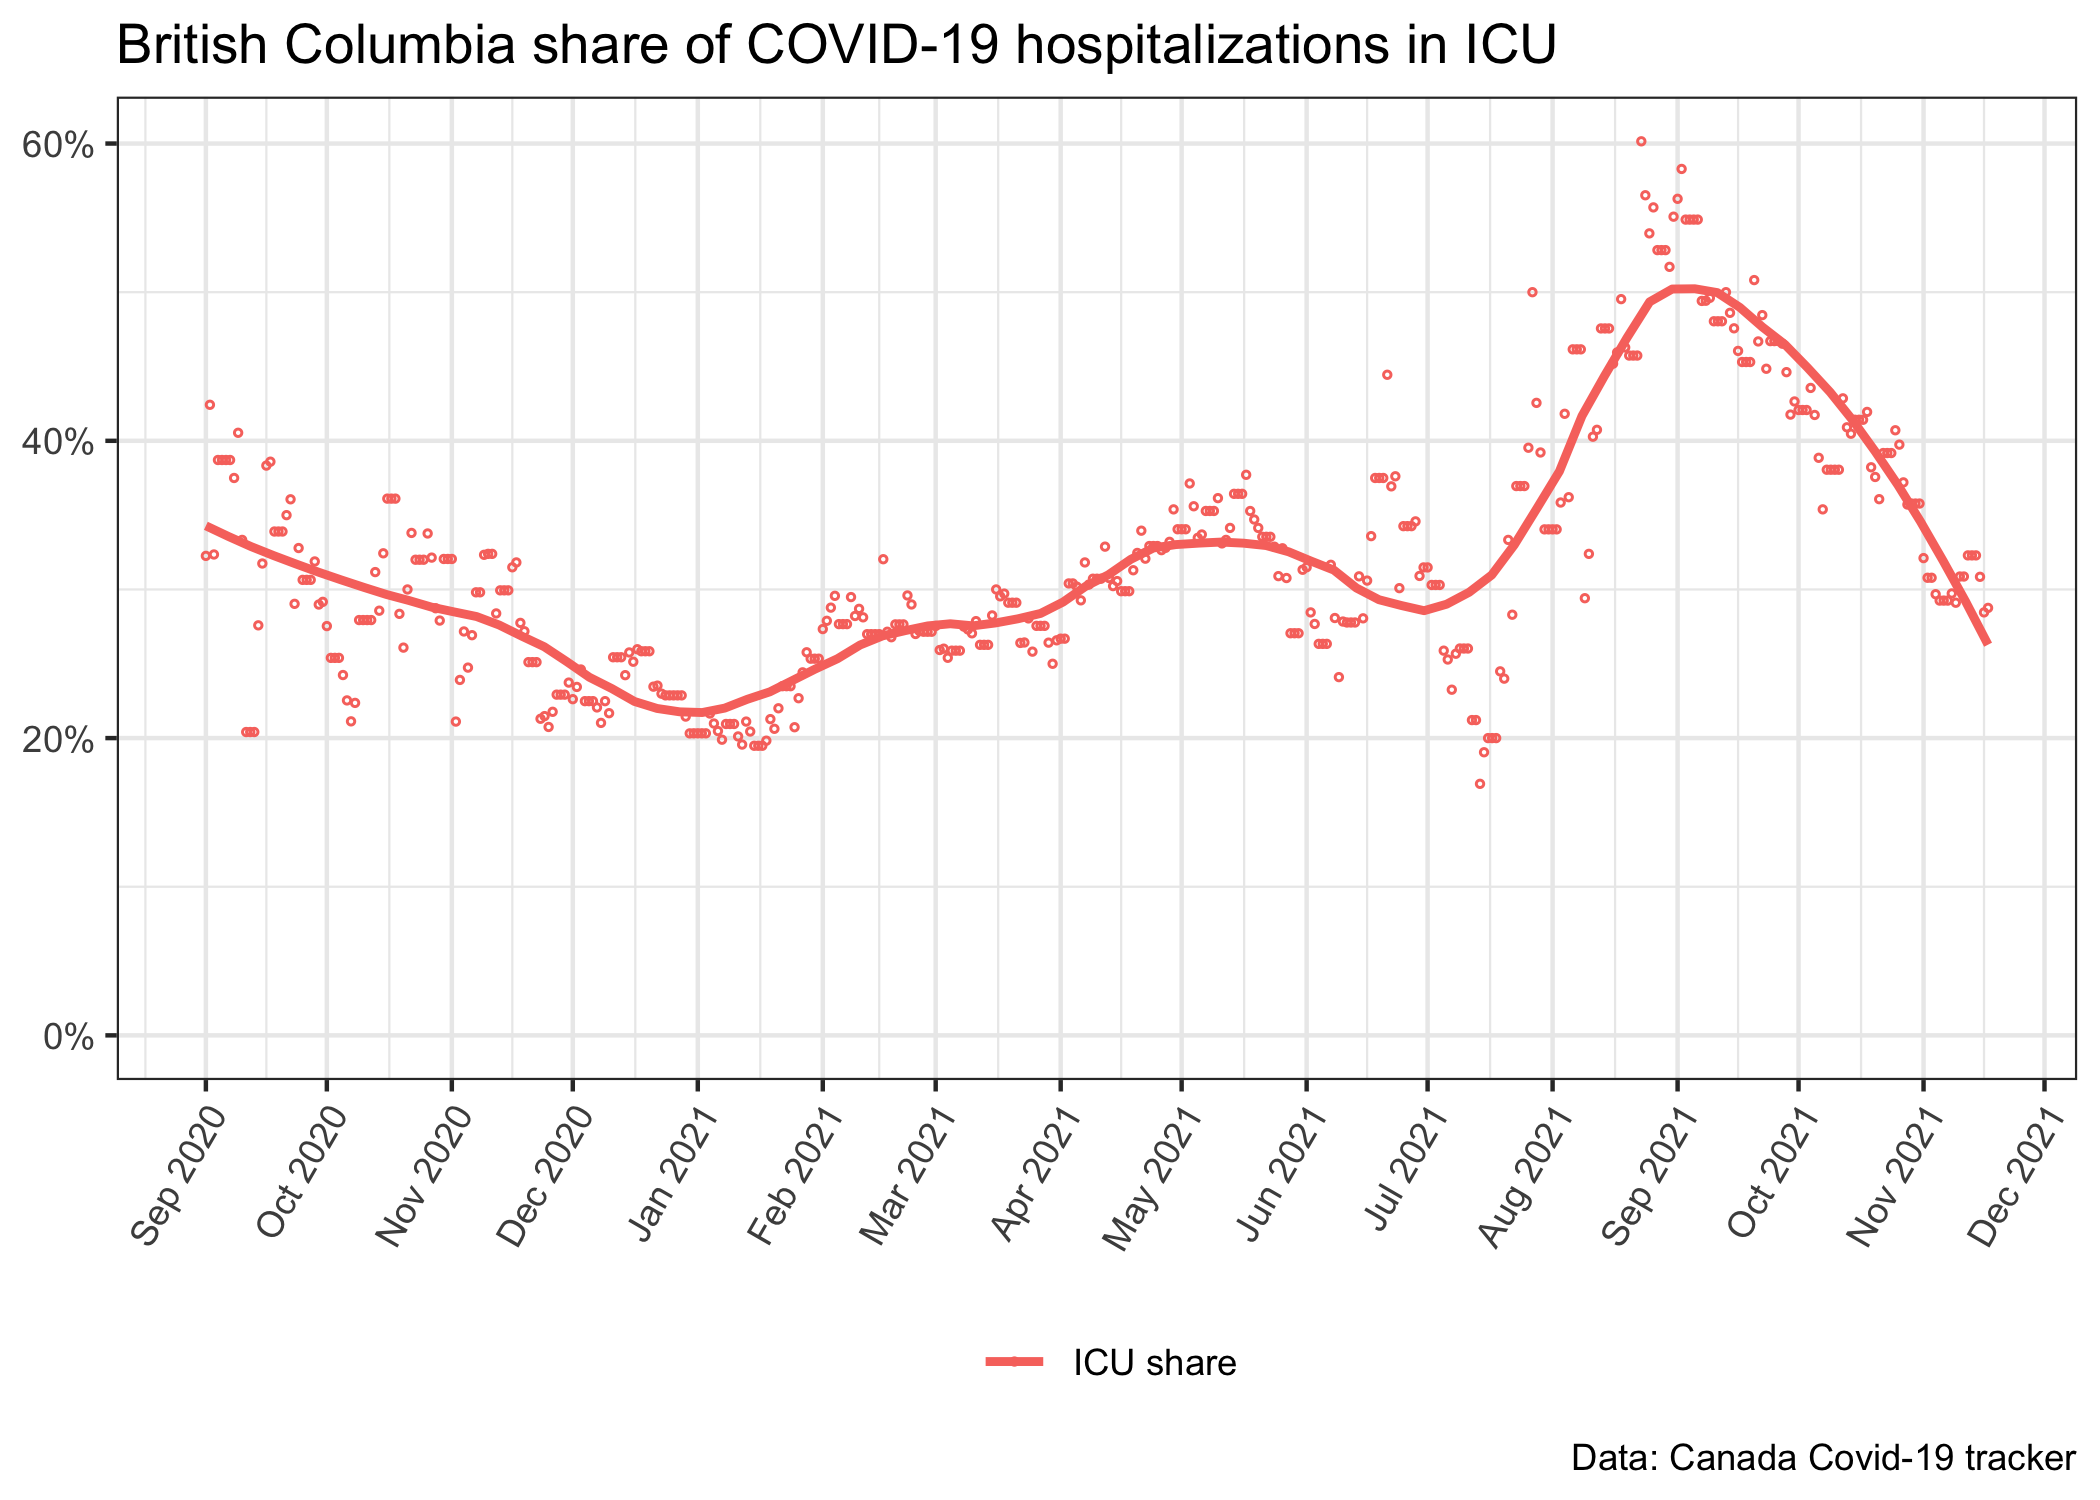 British Columbia share of COVID-19 hospitalizations in ICU
60%
40%
20%
0%
Sep 2020
Oct 2020
Nov 2020
Dec 2020
Jan 2021
Feb 2021
Mar 2021
Apr 2021
May 2021
Jun 2021
Jul 2021
Aug 2021
Sep 2021
Oct 2021
Nov 2021
Dec 2021
ICU share
Data: Canada Covid-19 tracker